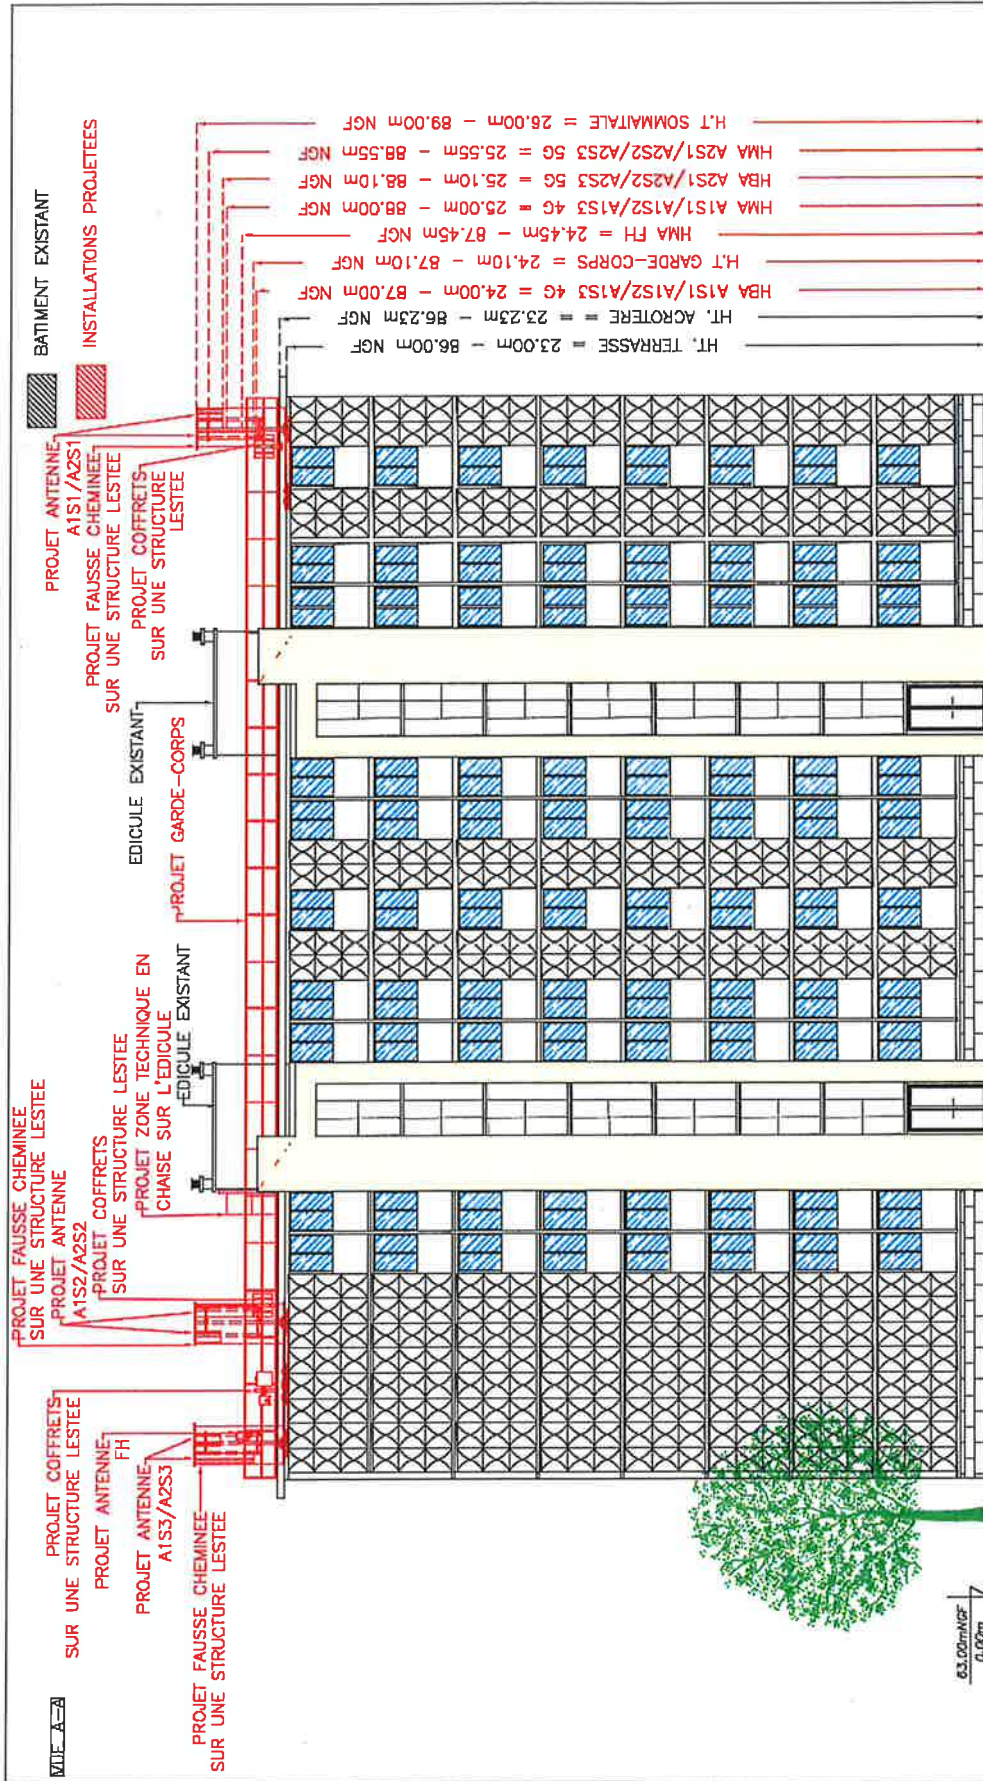 VUE A-A
PROJET COFFRETS
SUR UNE STRUCTURE LESTEE
PROJET ANTENNE
FH
PROJET ANTENNE
A1S3/A2S3
PROJET FAUSSE CHEMINEE
SUR UNE STRUCTURE LESTEE
PROJET FAUSSE CHEMINEE
SUR UNE STRUCTURE LESTEE
PROJET ANTENNE
A1S2/A2S2
PROJET COFFRETS
SUR UNE STRUCTURE LESTEE
PROJET ZONE TECHNIQUE EN
CHAISE SUR L'EDICULE
EDICULE EXISTANT
PROJET GARDE-CORPS
EDICULE EXISTANT
PROJET ANTENNE
A1S1/A2S1
PROJET FAUSSE CHEMINEE
SUR UNE STRUCTURE LESTEE
PROJET COFFRETS
SUR UNE STRUCTURE
LESTEE
BATIMENT EXISTANT
INSTALLATIONS PROJETEES
H.T SOMMAITALE = 26.00m - 89.00m NGF
HMA A2S1/A2S2/A2S3 5G = 25.55m - 88.55m NGF
HBA A2S1/A2S2/A2S3 5G = 25.10m - 88.10m NGF
HMA A1S1/A1S2/A1S3 4G = 25.00m - 88.00m NGF
HMA FH = 24.45m - 87.45m NGF
H.T GARDE-CORPS = 24.10m - 87.10m NGF
HBA A1S1/A1S2/A1S3 4G = 24.00m - 87.00m NGF
HT. ACROTERE = = 23.23m - 86.23m NGF
HT. TERRASSE = 23.00m - 86.00m NGF
63.00mNGF
0.00m